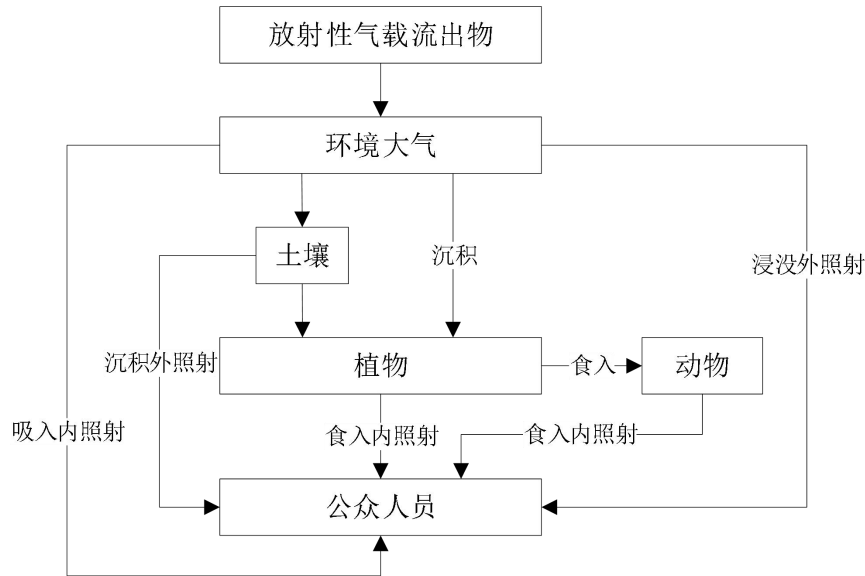 放射性气载流出物
环境大气
土壤
沉积
浸没外照射
沉积外照射
植物
食入
动物
吸入内照射
食入内照射
食入内照射
公众人员